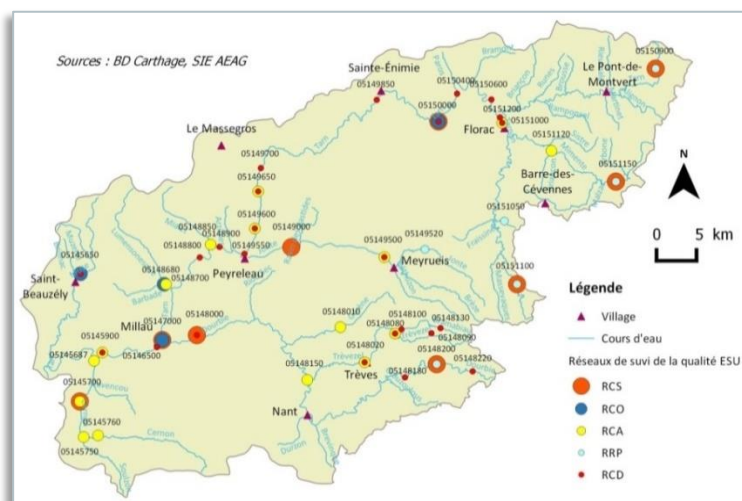 Sources : BD Carthage, SIE AEAG
Sainte-Énimie
05149850
05150400
05150600
Le Pont-de-
Montvert
05150900
05150000
05151200
05151000
Florac
Le Massegros
Tarn
05151120
05149700
05149650
Barre-des-
Cévennes
05151150
05149600
05151050
05148850
05148900
05149000
05149520
05148800
05149550
05149500
Peyreleau
Meyrueis
05145650
Saint-
Beauzély
05148680
05148700
05151100
Millau
05147000
05148000
05148010
05148100
05148130
05148080
05148090
05145900
05146500
05145687
05148020
05148200
05148220
Trèves
05148180
05148150
05145700
Nant
05145760
Cernon
05145750
N
0 5 km
Légende
Village
Cours d'eau
Réseaux de suvi de la qualité ESU
RCS
RCO
RCA
RRP
RCD